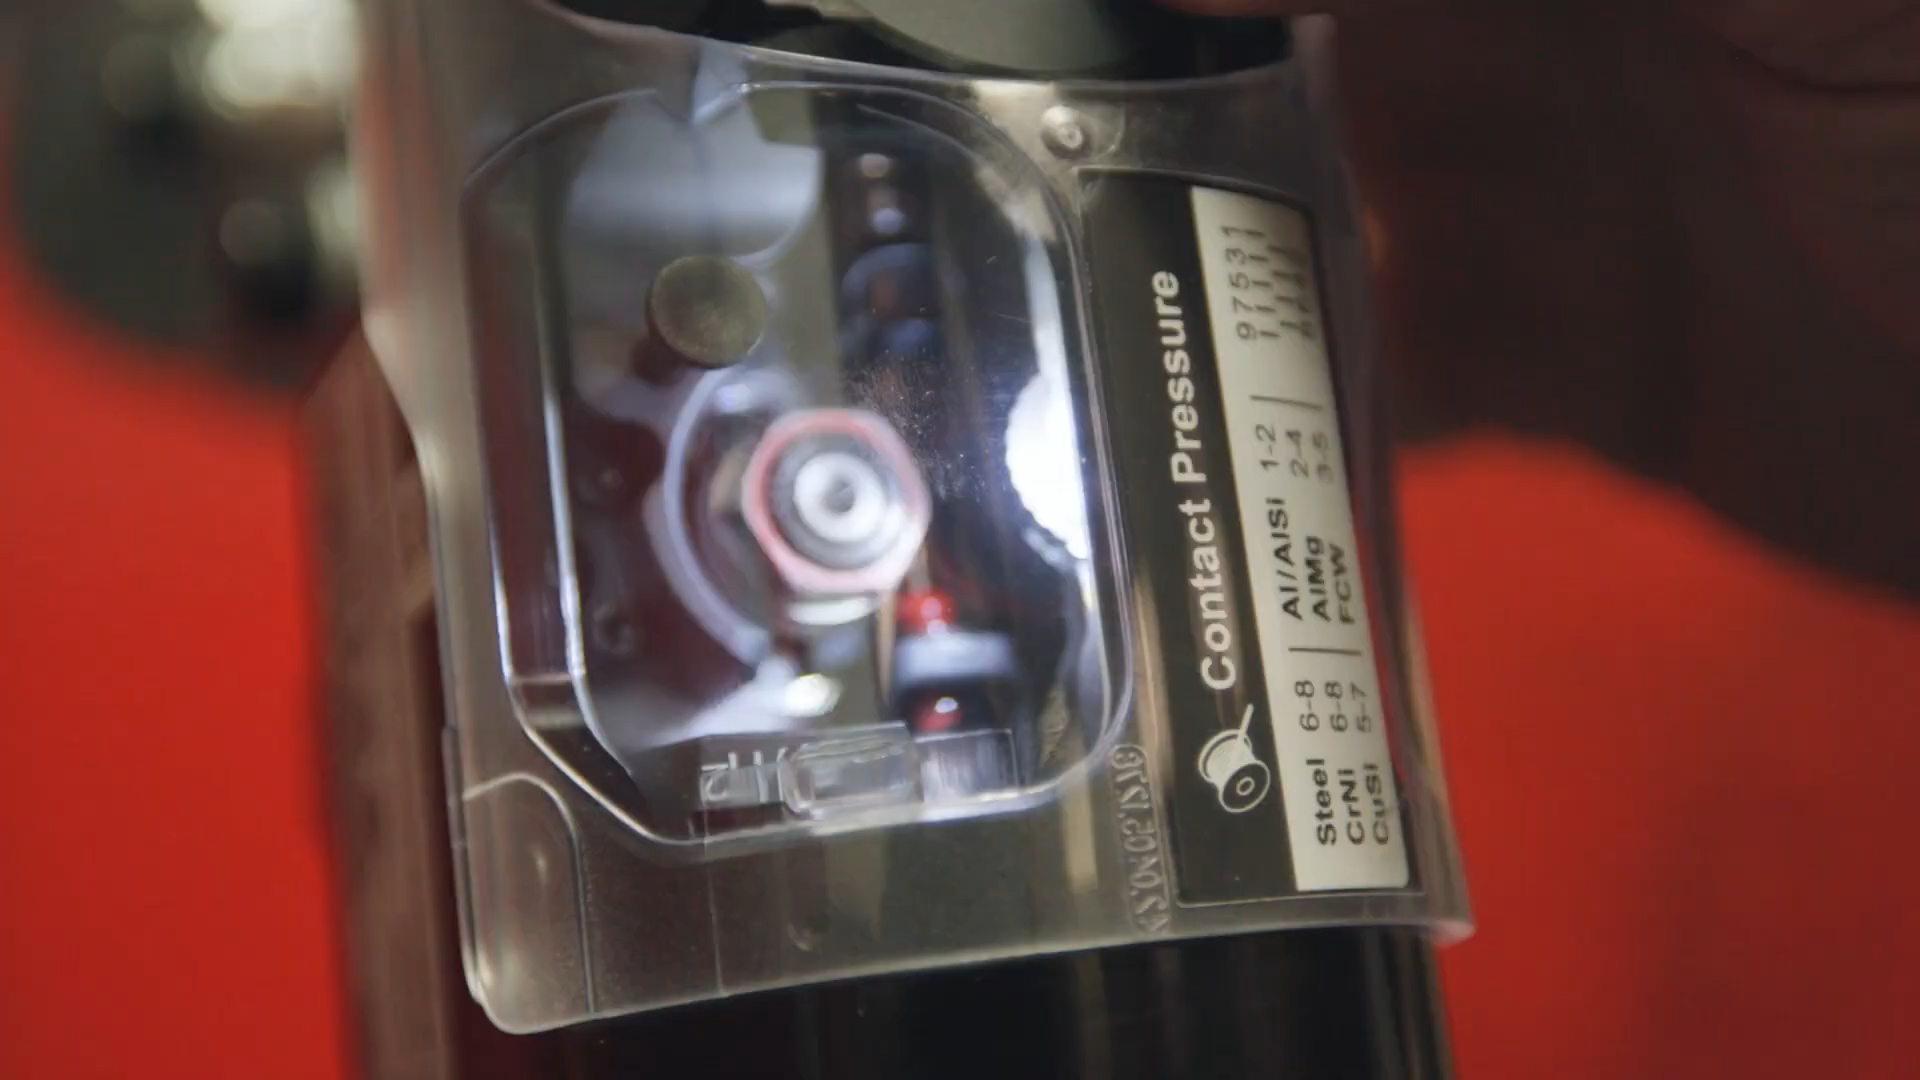 Contact Pressure
Steel 6-8 | Al/AlSi 1-2 | 9 7 5 3 1
CrNi 6-8 | AlMg 2-4
CuSi 5-7 | FCW 3-5